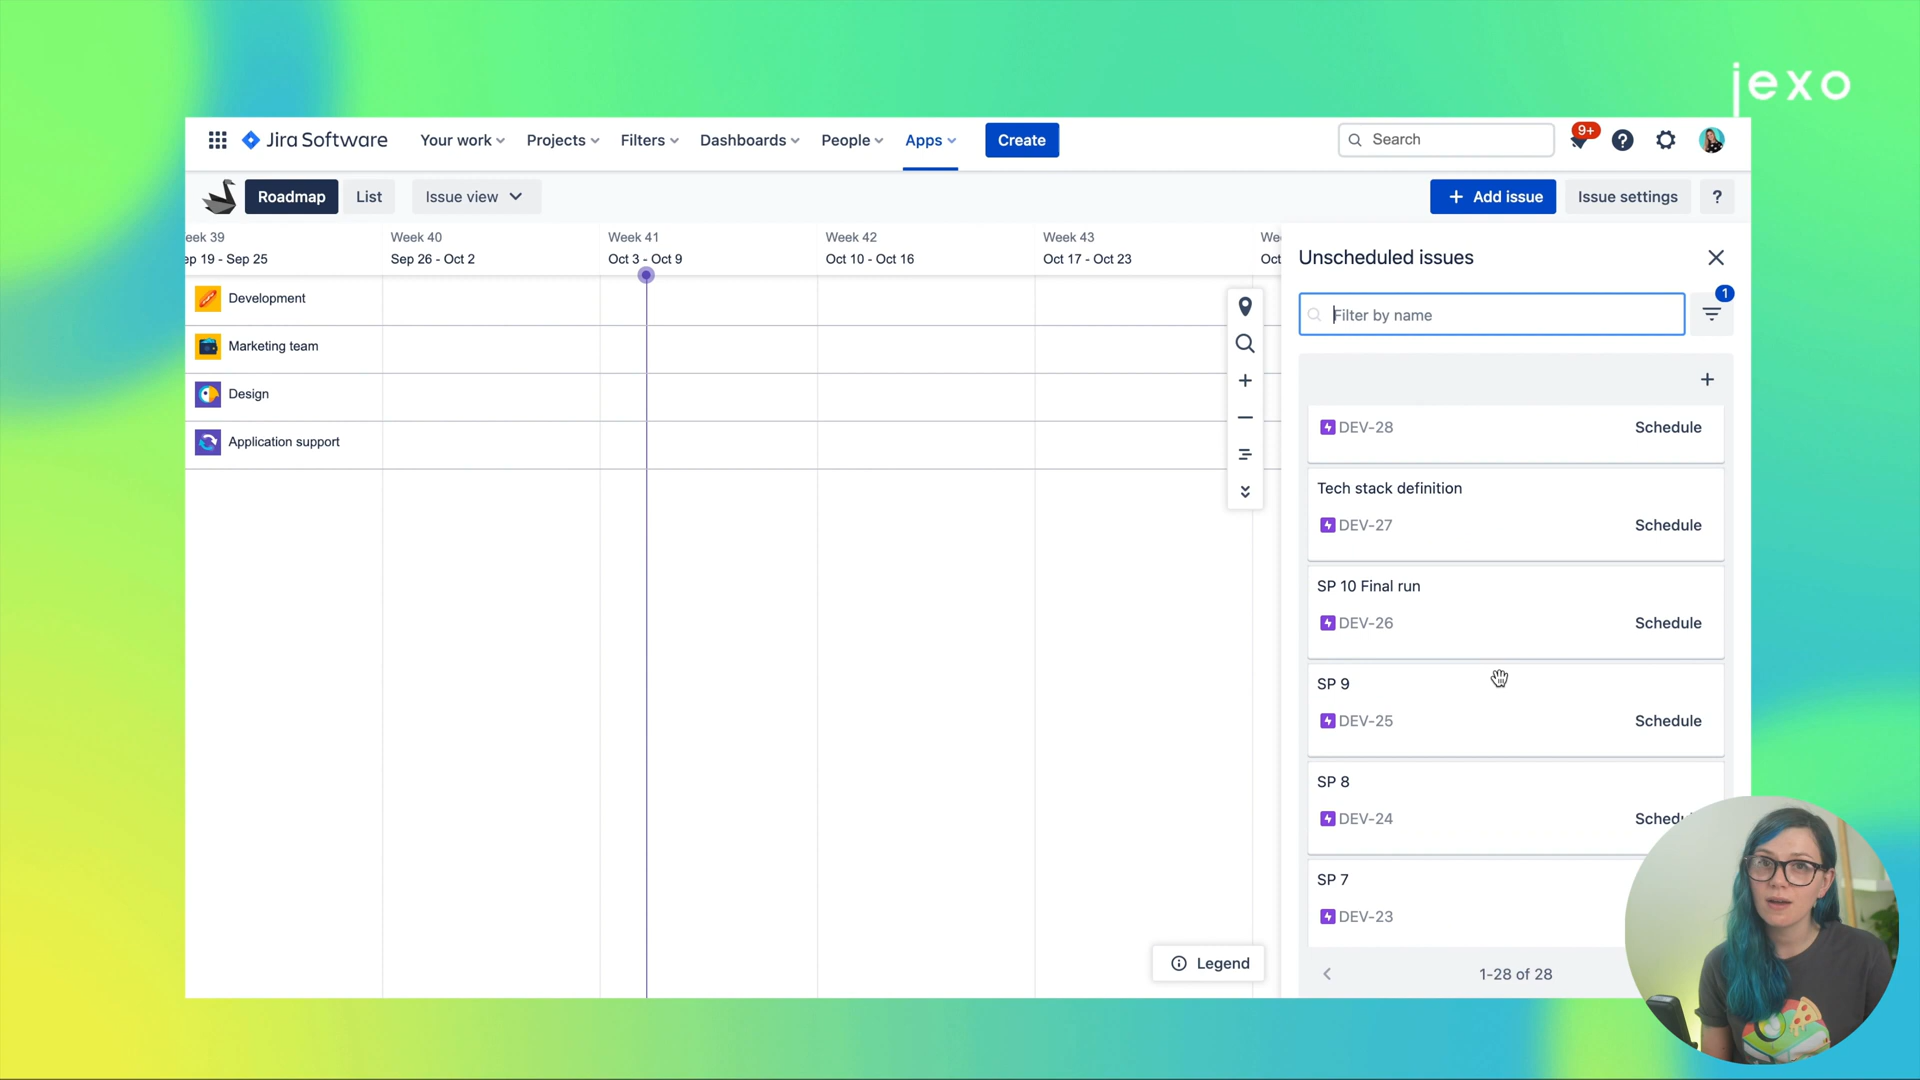 jexo
Jira Software Your work Projects Filters Dashboards People Apps Create Search 9+ ?
Roadmap List Issue view + Add issue Issue settings ?
eek 39 Week 40 Week 41 Week 42 Week 43 We
ep 19 - Sep 25 Sep 26 - Oct 2 Oct 3 - Oct 9 Oct 10 - Oct 16 Oct 17 - Oct 23 Oct
Development
Marketing team
Design
Application support
Legend
Unscheduled issues
1
Filter by name
DEV-28 Schedule
Tech stack definition
DEV-27 Schedule
SP 10 Final run
DEV-26 Schedule
SP 9
DEV-25 Schedule
SP 8
DEV-24 Schedu
SP 7
DEV-23
1-28 of 28